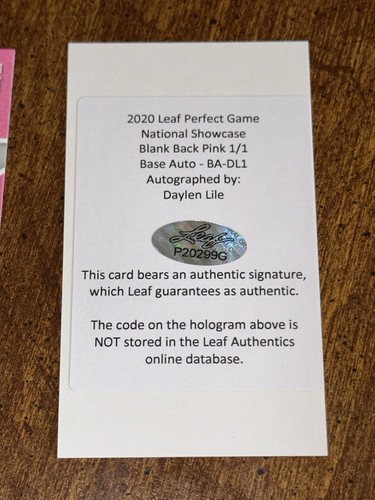 2020 Leaf Perfect Game
National Showcase
Blank Back Pink 1/1
Base Auto - BA-DL1
Autographed by:
Daylen Lile
Leaf
P20299G
This card bears an authentic signature,
which Leaf guarantees as authentic.
The code on the hologram above is
NOT stored in the Leaf Authentics
online database.